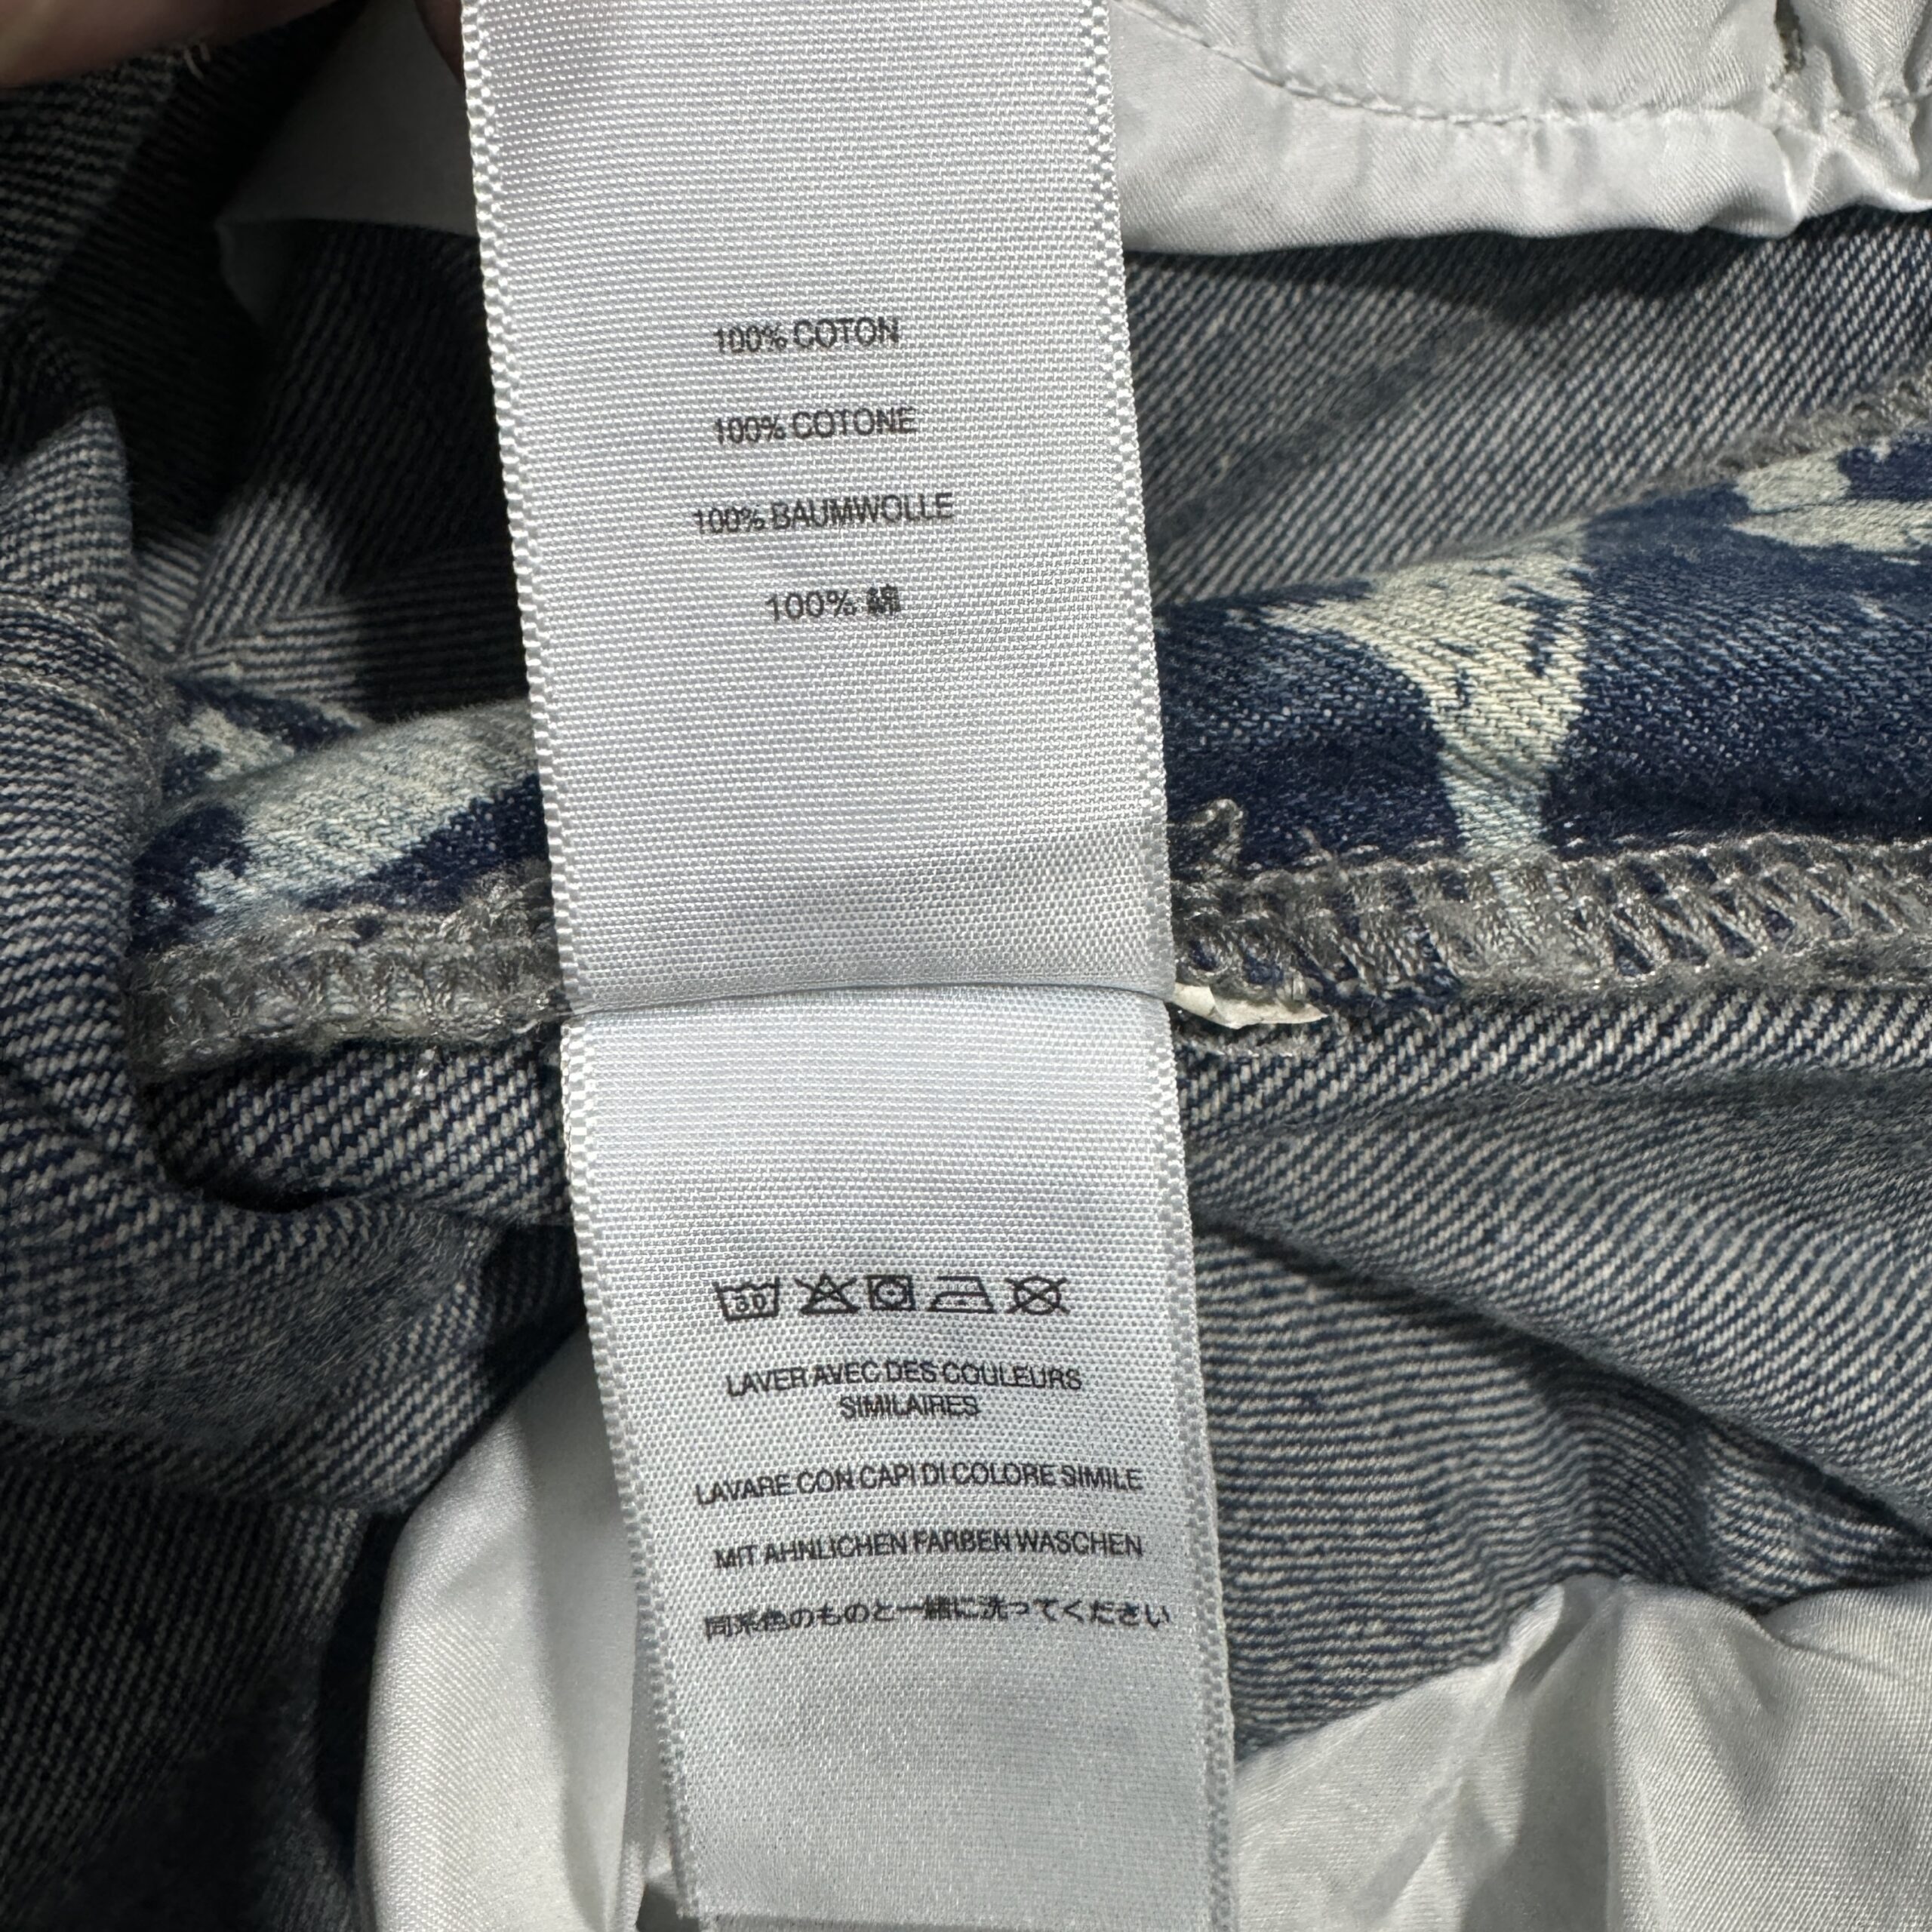 100% COTON
100% COTONE
100% BAUMWOLLE
100% 綿
30
LAVER AVEC DES COULEURS
SIMILAIRES
LAVARE CON CAPI DI COLORE SIMILE
MIT AHNLICHEN FARBEN WASCHEN
同系色のものと一緒に洗ってください